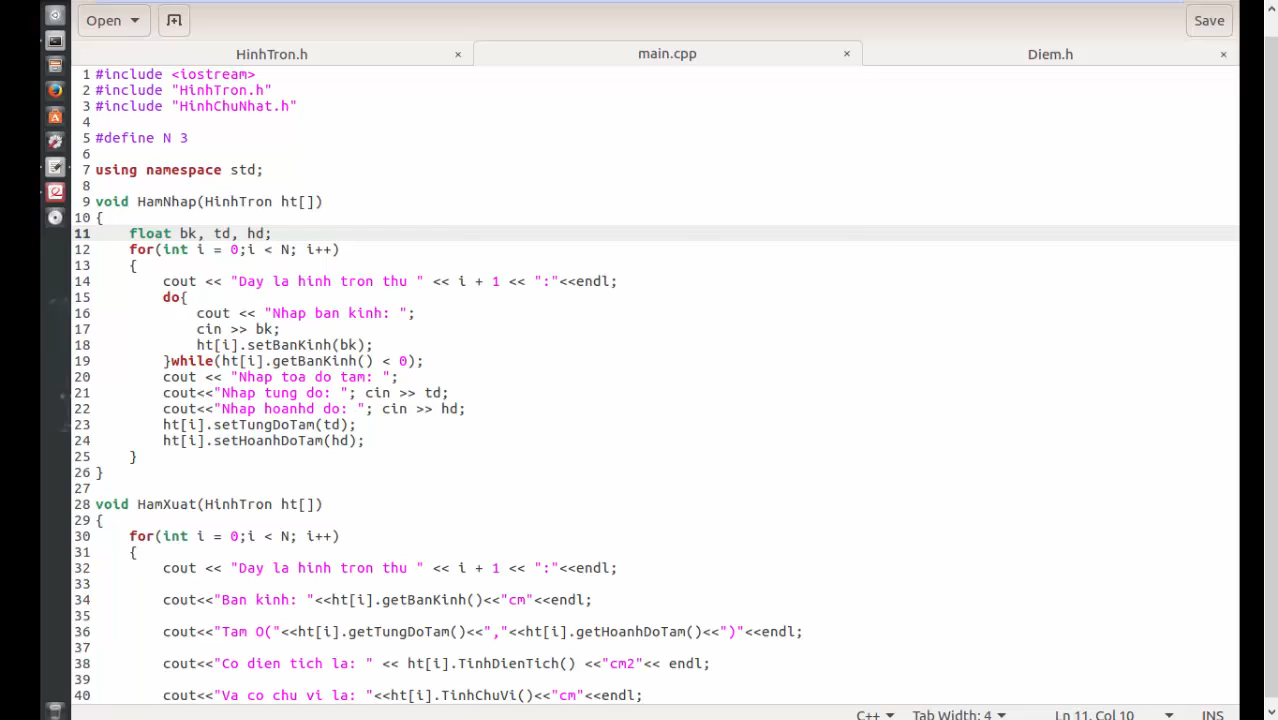 Open
Save
HinhTron.h × main.cpp × Diem.h ×
1 #include <iostream>
2 #include "HinhTron.h"
3 #include "HinhChuNhat.h"
4
5 #define N 3
6
7 using namespace std;
8
9 void HamNhap(HinhTron ht[])
10 {
11 float bk, td, hd;
12 for(int i = 0;i < N; i++)
13 {
14 cout << "Day la hinh tron thu " << i + 1 << ":"<<endl;
15 do{
16 cout << "Nhap ban kinh: ";
17 cin >> bk;
18 ht[i].setBanKinh(bk);
19 }while(ht[i].getBanKinh() < 0);
20 cout << "Nhap toa do tam: ";
21 cout<<"Nhap tung do: "; cin >> td;
22 cout<<"Nhap hoanhd do: "; cin >> hd;
23 ht[i].setTungDoTam(td);
24 ht[i].setHoanhDoTam(hd);
25 }
26 }
27
28 void HamXuat(HinhTron ht[])
29 {
30 for(int i = 0;i < N; i++)
31 {
32 cout << "Day la hinh tron thu " << i + 1 << ":"<<endl;
33
34 cout<<"Ban kinh: "<<ht[i].getBanKinh()<<"cm"<<endl;
35
36 cout<<"Tam O("<<ht[i].getTungDoTam()<<","<<ht[i].getHoanhDoTam()<<")"<<endl;
37
38 cout<<"Co dien tich la: " << ht[i].TinhDienTich() <<"cm2"<< endl;
39
40 cout<<"Va co chu vi la: "<<ht[i].TinhChuVi()<<"cm"<<endl;
C++ Tab Width: 4 Ln 11, Col 10 INS